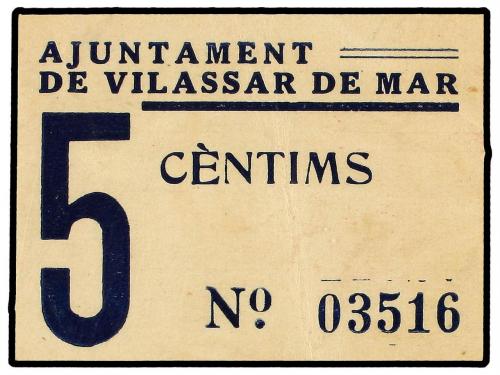 AJUNTAMENT
DE VILASSAR DE MAR
5 CÈNTIMS
Nº. 03516